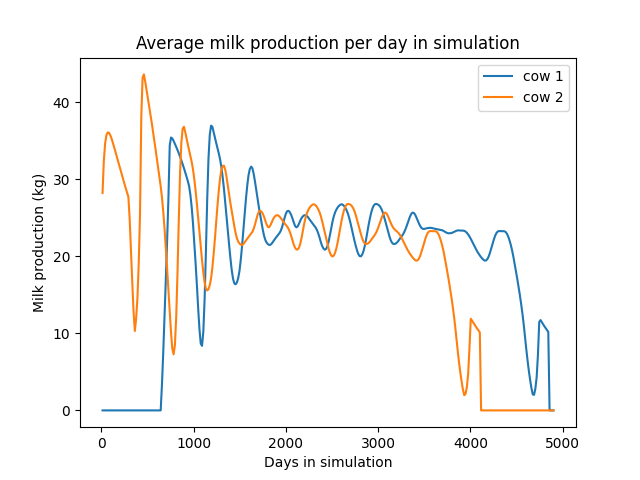 Average milk production per day in simulation
cow 1
cow 2
Milk production (kg)
40
30
20
10
0
0 1000 2000 3000 4000 5000
Days in simulation